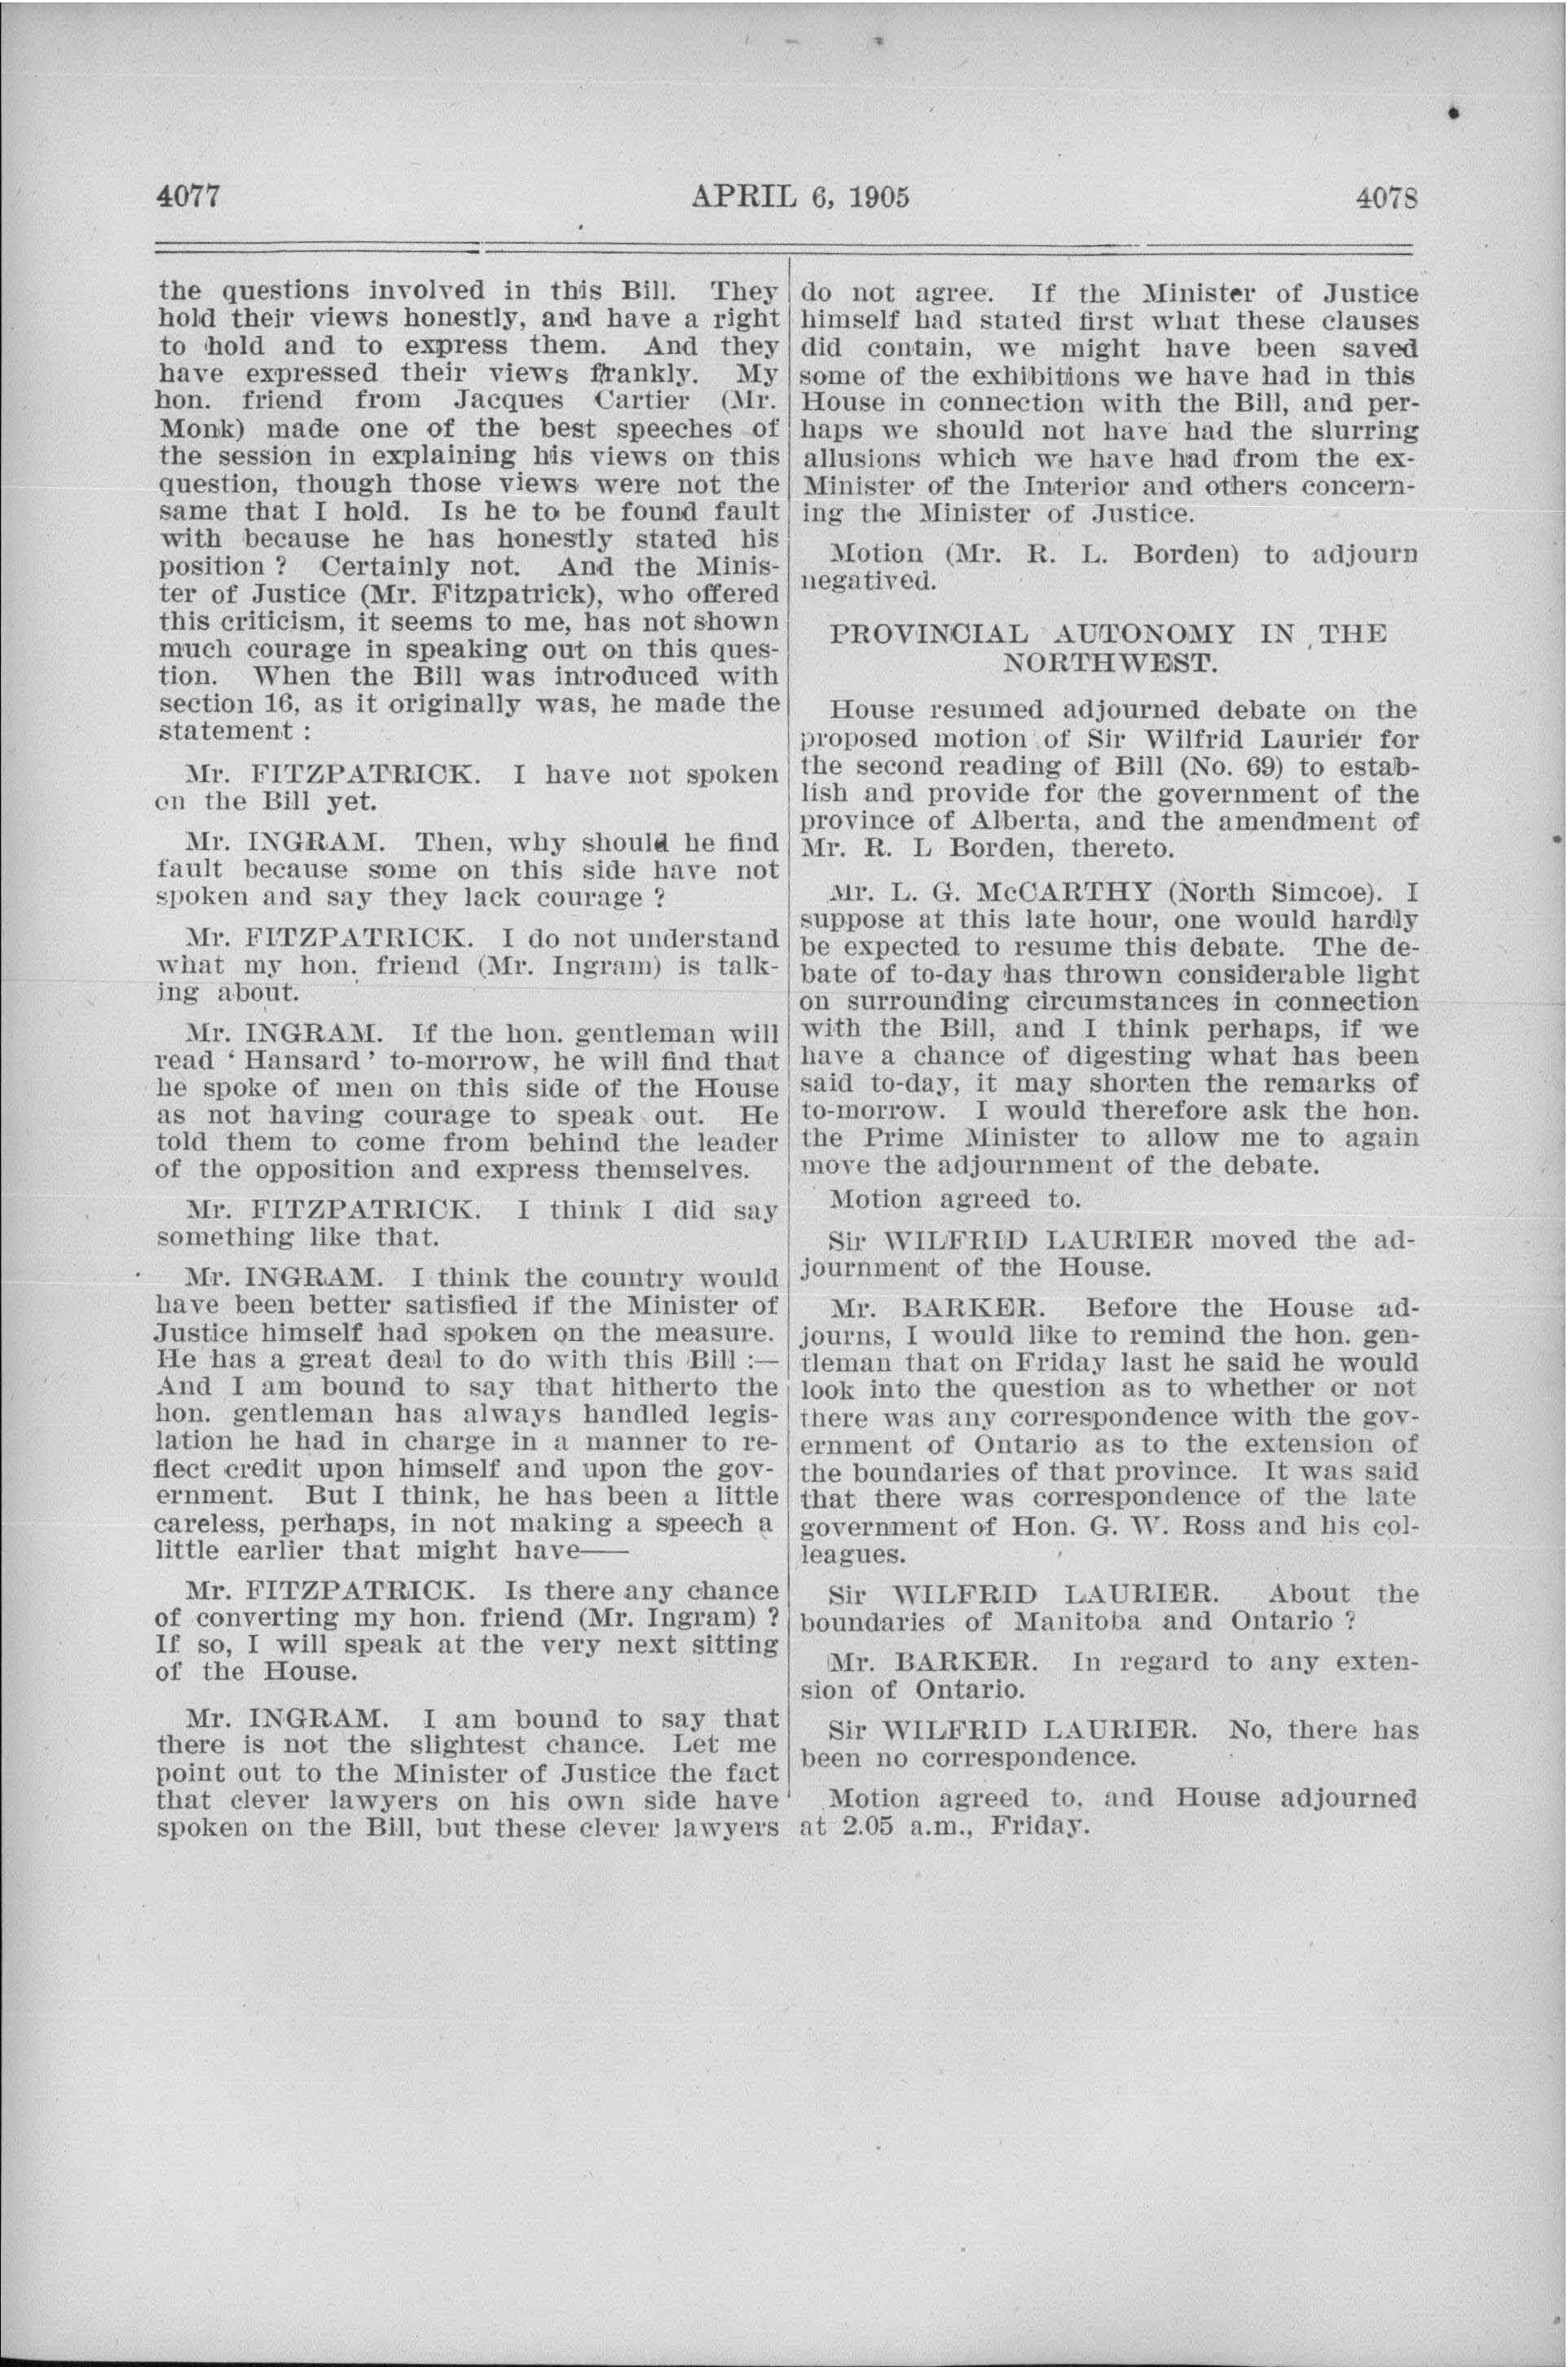 4077 APRIL 6, 1905 4078
the questions involved in this Bill. They
hold their views honestly, and have a right
to hold and to express them. And they
have expressed their views frankly. My
hon. friend from Jacques Cartier (Mr.
Monk) made one of the best speeches of
the session in explaining his views on this
question, though those views were not the
same that I hold. Is he to be found fault
with because he has honestly stated his
position ? Certainly not. And the Minis-
ter of Justice (Mr. Fitzpatrick), who offered
this criticism, it seems to me, has not shown
much courage in speaking out on this ques-
tion. When the Bill was introduced with
section 16, as it originally was, he made the
statement :
Mr. FITZPATRICK. I have not spoken
on the Bill yet.
Mr. INGRAM. Then, why should he find
fault because some on this side have not
spoken and say they lack courage ?
Mr. FITZPATRICK. I do not understand
what my hon. friend (Mr. Ingram) is talk-
ing about.
Mr. INGRAM. If the hon. gentleman will
read ‘ Hansard ’ to-morrow, he will find that
he spoke of men on this side of the House
as not having courage to speak out. He
told them to come from behind the leader
of the opposition and express themselves.
Mr. FITZPATRICK. I think I did say
something like that.
Mr. INGRAM. I think the country would
have been better satisfied if the Minister of
Justice himself had spoken on the measure.
He has a great deal to do with this Bill :—
And I am bound to say that hitherto the
hon. gentleman has always handled legis-
lation he had in charge in a manner to re-
flect credit upon himself and upon the gov-
ernment. But I think, he has been a little
careless, perhaps, in not making a speech a
little earlier that might have——
Mr. FITZPATRICK. Is there any chance
of converting my hon. friend (Mr. Ingram) ?
If so, I will speak at the very next sitting
of the House.
Mr. INGRAM. I am bound to say that
there is not the slightest chance. Let me
point out to the Minister of Justice the fact
that clever lawyers on his own side have
spoken on the Bill, but these clever lawyers
do not agree. If the Minister of Justice
himself had stated first what these clauses
did contain, we might have been saved
some of the exhibitions we have had in this
House in connection with the Bill, and per-
haps we should not have had the slurring
allusions which we have had from the ex-
Minister of the Interior and others concern-
ing the Minister of Justice.
Motion (Mr. R. L. Borden) to adjourn
negatived.
PROVINCIAL AUTONOMY IN THE
NORTHWEST.
House resumed adjourned debate on the
proposed motion of Sir Wilfrid Laurier for
the second reading of Bill (No. 69) to estab-
lish and provide for the government of the
province of Alberta, and the amendment of
Mr. R. L Borden, thereto.
Mr. L. G. McCARTHY (North Simcoe). I
suppose at this late hour, one would hardly
be expected to resume this debate. The de-
bate of to-day has thrown considerable light
on surrounding circumstances in connection
with the Bill, and I think perhaps, if we
have a chance of digesting what has been
said to-day, it may shorten the remarks of
to-morrow. I would therefore ask the hon.
the Prime Minister to allow me to again
move the adjournment of the debate.
Motion agreed to.
Sir WILFRID LAURIER moved the ad-
journment of the House.
Mr. BARKER. Before the House ad-
journs, I would like to remind the hon. gen-
tleman that on Friday last he said he would
look into the question as to whether or not
there was any correspondence with the gov-
ernment of Ontario as to the extension of
the boundaries of that province. It was said
that there was correspondence of the late
government of Hon. G. W. Ross and his col-
leagues.
Sir WILFRID LAURIER. About the
boundaries of Manitoba and Ontario ?
Mr. BARKER. In regard to any exten-
sion of Ontario.
Sir WILFRID LAURIER. No, there has
been no correspondence.
Motion agreed to, and House adjourned
at 2.05 a.m., Friday.